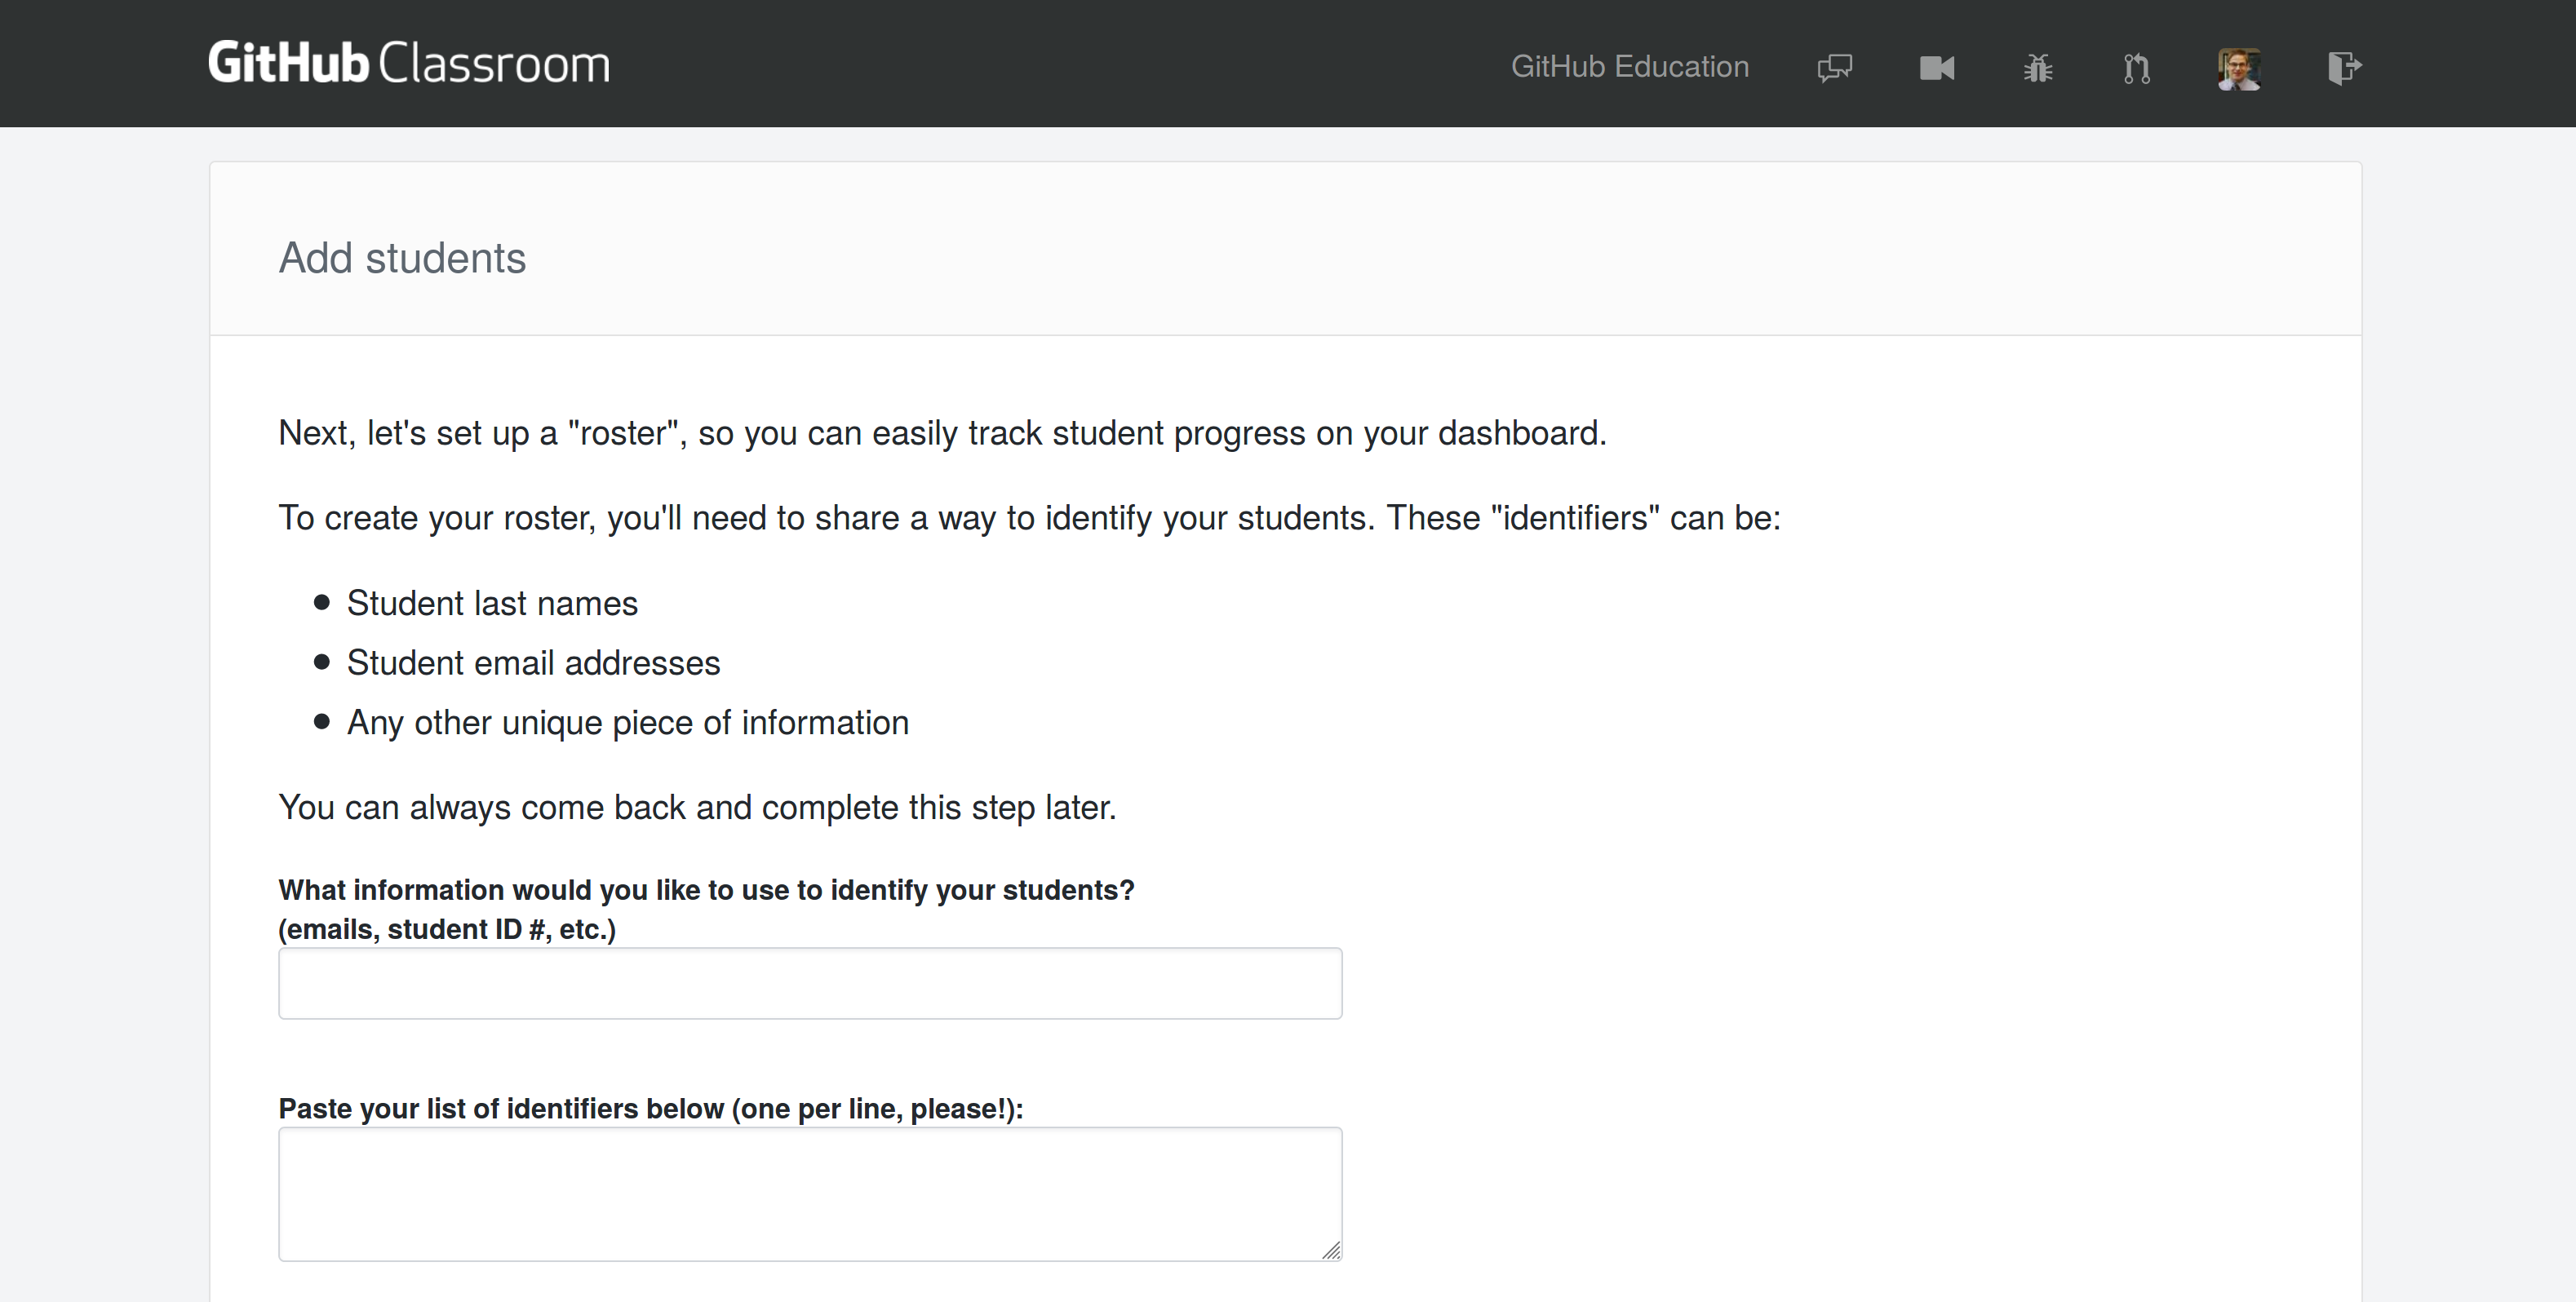 GitHub Classroom
GitHub Education
Add students
Next, let's set up a "roster", so you can easily track student progress on your dashboard.
To create your roster, you'll need to share a way to identify your students. These "identifiers" can be:
Student last names
Student email addresses
Any other unique piece of information
You can always come back and complete this step later.
What information would you like to use to identify your students?
(emails, student ID #, etc.)
Paste your list of identifiers below (one per line, please!):